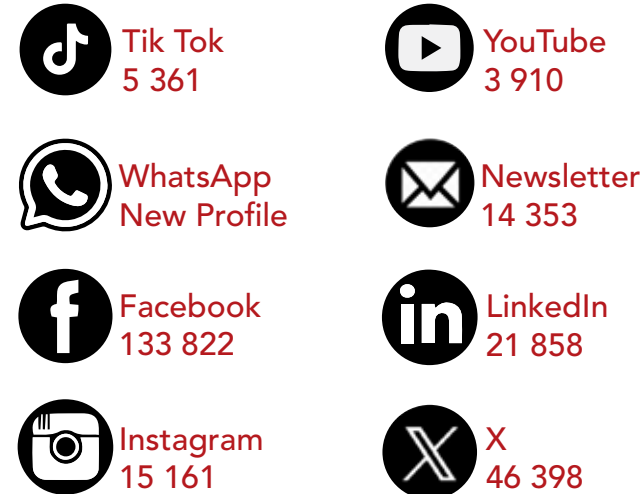 Tik Tok
5 361
YouTube
3 910
WhatsApp
New Profile
Newsletter
14 353
Facebook
133 822
LinkedIn
21 858
Instagram
15 161
X
46 398